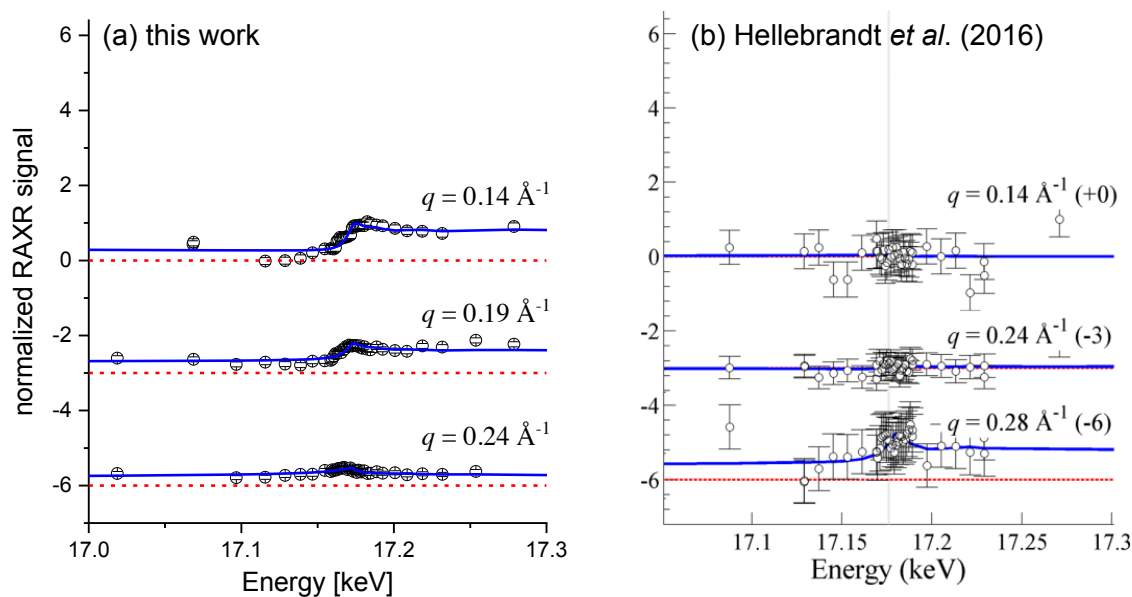 (a) this work
normalized RAXR signal
6
4
2
0
-2
-4
-6
q = 0.14 Å-1
q = 0.19 Å-1
q = 0.24 Å-1
17.0
17.1
17.2
17.3
Energy [keV]
(b) Hellebrandt et al. (2016)
6
4
2
0
-2
-4
-6
q = 0.14 Å-1 (+0)
q = 0.24 Å-1 (-3)
q = 0.28 Å-1 (-6)
17.1
17.15
17.2
17.25
17.3
Energy (keV)